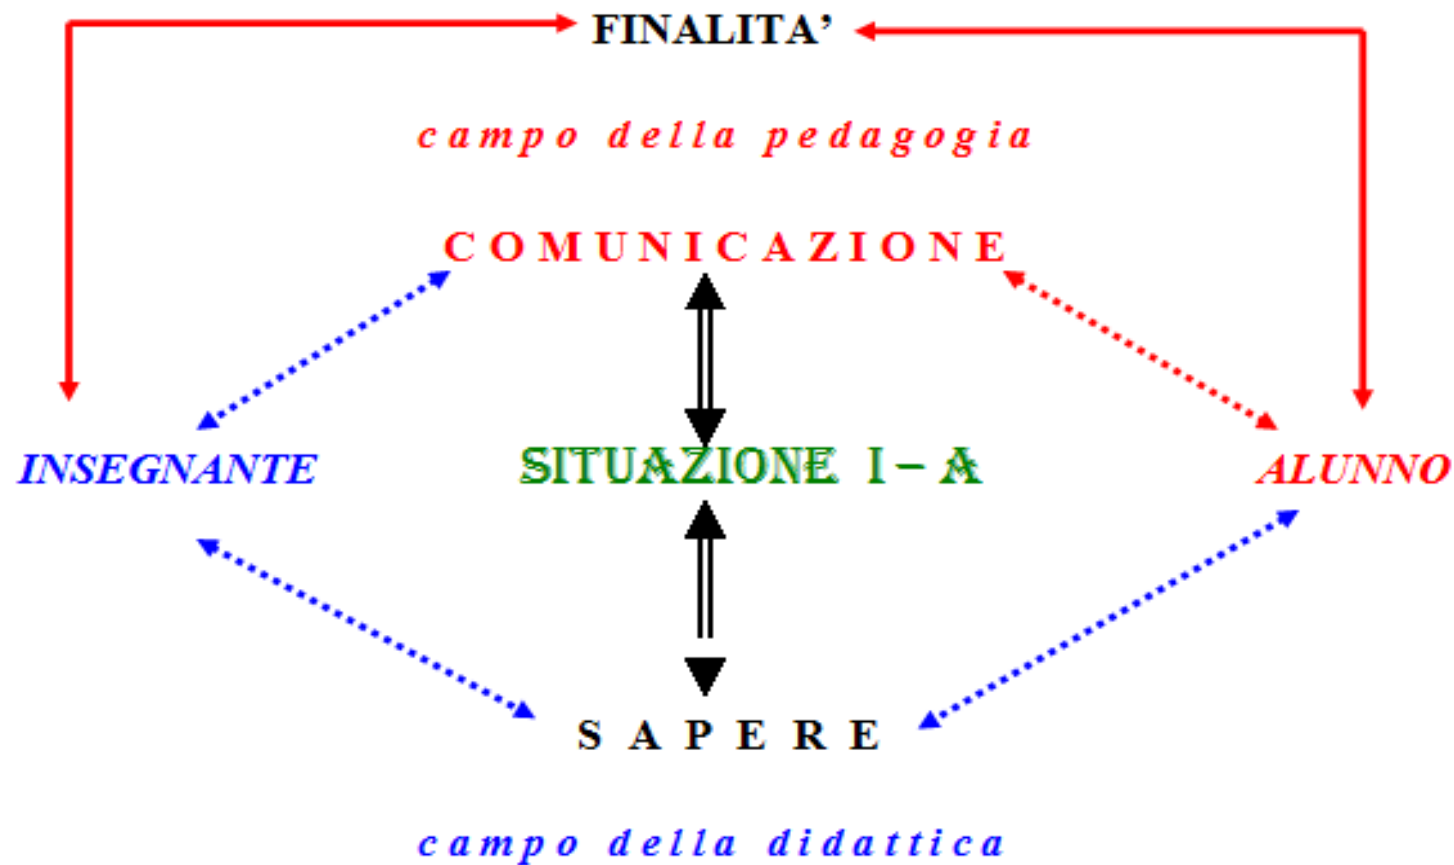 FINALITA’
campo della pedagogia
COMUNICAZIONE
INSEGNANTE
SITUAZIONE I – A
ALUNNO
SAPERE
campo della didattica